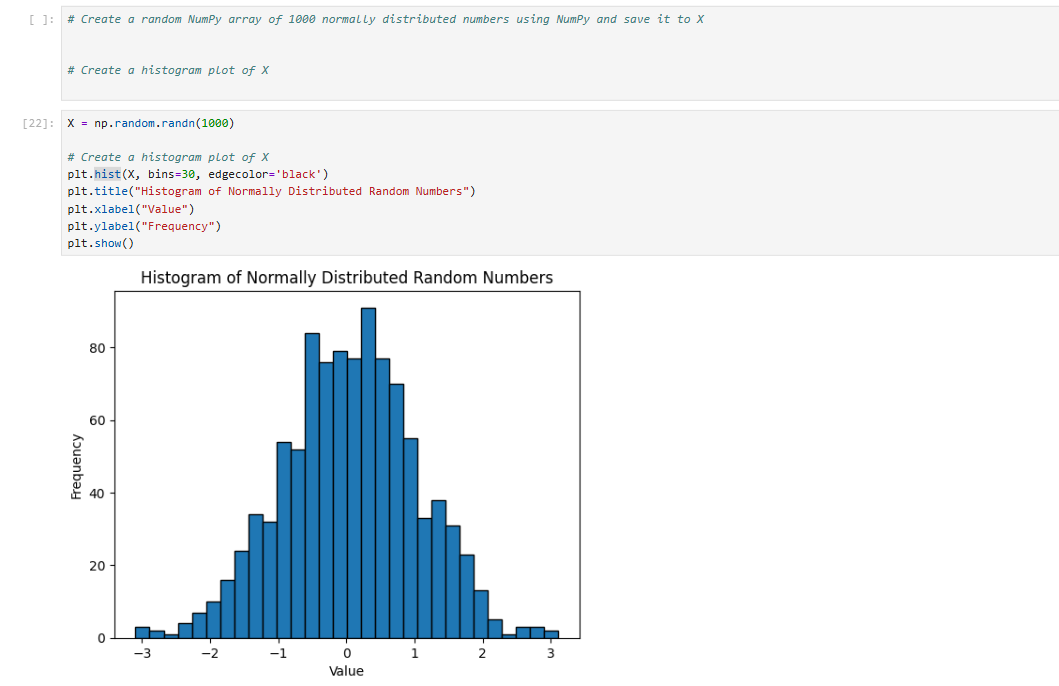 [ ]: # Create a random NumPy array of 1000 normally distributed numbers using NumPy and save it to X
# Create a histogram plot of X
[22]: X = np.random.randn(1000)
# Create a histogram plot of X
plt.hist(X, bins=30, edgecolor='black')
plt.title("Histogram of Normally Distributed Random Numbers")
plt.xlabel("Value")
plt.ylabel("Frequency")
plt.show()
Histogram of Normally Distributed Random Numbers
80
60
40
20
0
Frequency
−3 −2 −1 0 1 2 3
Value